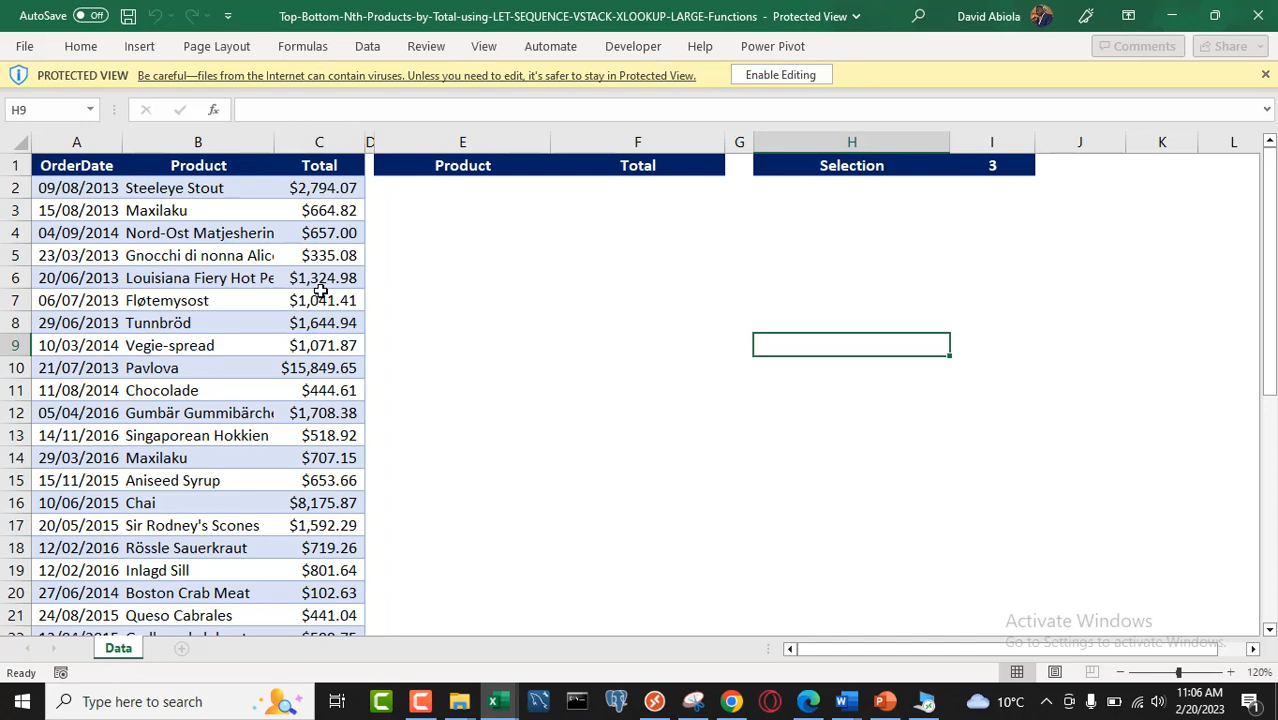 AutoSave Off Top-Bottom-Nth-Products-by-Total-using-LET-SEQUENCE-VSTACK-XLOOKUP-LARGE-Functions - Protected View David Abiola
File Home Insert Page Layout Formulas Data Review View Automate Developer Help Power Pivot Comments Share
PROTECTED VIEW Be careful—files from the Internet can contain viruses. Unless you need to edit, it's safer to stay in Protected View. Enable Editing
H9 fx
A B C D E F G H I J K L
1 OrderDate Product Total Product Total Selection 3
2 09/08/2013 Steeleye Stout $2,794.07
3 15/08/2013 Maxilaku $664.82
4 04/09/2014 Nord-Ost Matjesherin $657.00
5 23/03/2013 Gnocchi di nonna Alic $335.08
6 20/06/2013 Louisiana Fiery Hot Pe $1,324.98
7 06/07/2013 Fløtemysost $1,041.41
8 29/06/2013 Tunnbröd $1,644.94
9 10/03/2014 Vegie-spread $1,071.87
10 21/07/2013 Pavlova $15,849.65
11 11/08/2014 Chocolade $444.61
12 05/04/2016 Gumbär Gummibärche $1,708.38
13 14/11/2016 Singaporean Hokkien $518.92
14 29/03/2016 Maxilaku $707.15
15 15/11/2015 Aniseed Syrup $653.66
16 10/06/2015 Chai $8,175.87
17 20/05/2015 Sir Rodney's Scones $1,592.29
18 12/02/2016 Rössle Sauerkraut $719.26
19 12/02/2016 Inlagd Sill $801.64
20 27/06/2014 Boston Crab Meat $102.63
21 24/08/2015 Queso Cabrales $441.04
Activate Windows
Go to Settings to activate Windows.
Data
Ready 120%
Type here to search 10°C 11:06 AM
2/20/2023